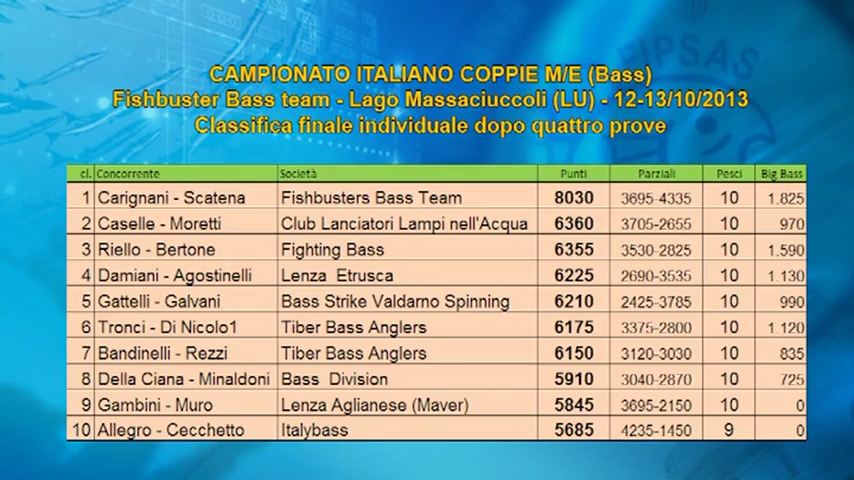 FIPSAS
CAMPIONATO ITALIANO COPPIE M/E (Bass)
Fishbuster Bass team - Lago Massaciuccoli (LU) - 12-13/10/2013
Classifica finale individuale dopo quattro prove
cl. Concorrente Società Punti Parziali Pesci Big Bass
1 Carignani - Scatena Fishbusters Bass Team 8030 3695-4335 10 1.825
2 Caselle - Moretti Club Lanciatori Lampi nell'Acqua 6360 3705-2655 10 970
3 Riello - Bertone Fighting Bass 6355 3530-2825 10 1.590
4 Damiani - Agostinelli Lenza Etrusca 6225 2690-3535 10 1.130
5 Gattelli - Galvani Bass Strike Valdarno Spinning 6210 2425-3785 10 990
6 Tronci - Di Nicolo1 Tiber Bass Anglers 6175 3375-2800 10 1.120
7 Bandinelli - Rezzi Tiber Bass Anglers 6150 3120-3030 10 835
8 Della Ciana - Minaldoni Bass Division 5910 3040-2870 10 725
9 Gambini - Muro Lenza Aglianese (Maver) 5845 3695-2150 10 0
10 Allegro - Cecchetto Italybass 5685 4235-1450 9 0